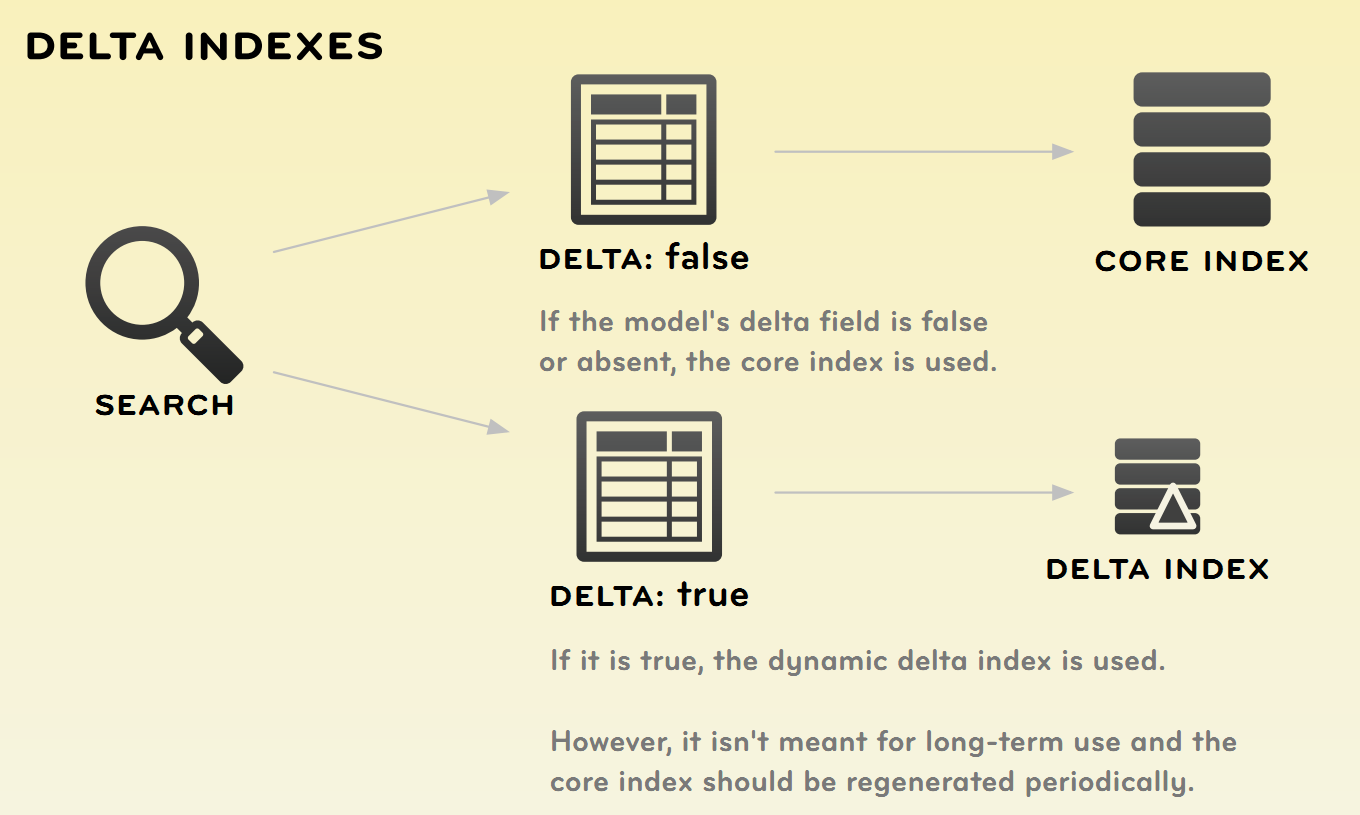 DELTA INDEXES
DELTA: false
CORE INDEX
If the model's delta field is false
or absent, the core index is used.
SEARCH
DELTA: true
DELTA INDEX
If it is true, the dynamic delta index is used.
However, it isn't meant for long-term use and the
core index should be regenerated periodically.